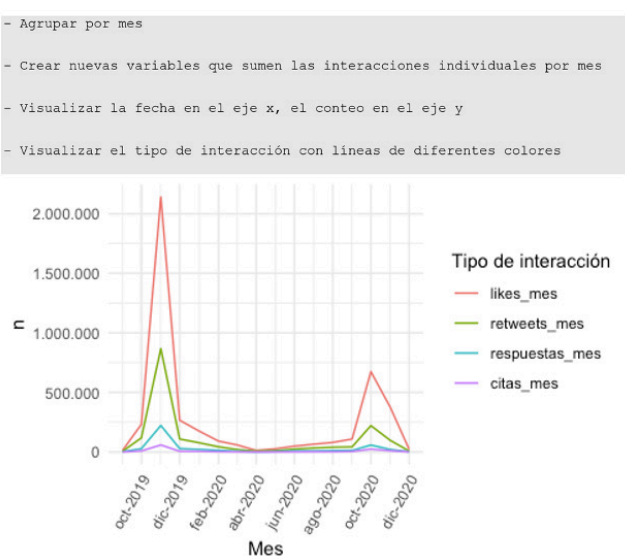 - Agrupar por mes
- Crear nuevas variables que sumen las interacciones individuales por mes
- Visualizar la fecha en el eje x, el conteo en el eje y
- Visualizar el tipo de interacción con líneas de diferentes colores
2.000.000
1.500.000
1.000.000
500.000
0
n
oct-2019
dic-2019
feb-2020
abr-2020
jun-2020
ago-2020
oct-2020
dic-2020
Mes
Tipo de interacción
likes_mes
retweets_mes
respuestas_mes
citas_mes